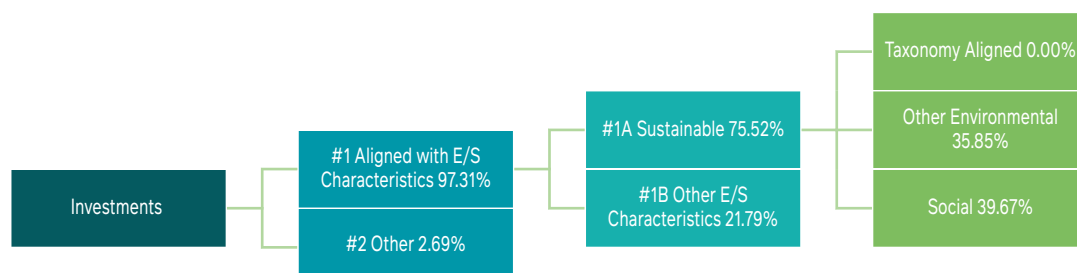 Investments
#1 Aligned with E/S
Characteristics 97.31%
#2 Other 2.69%
#1A Sustainable 75.52%
#1B Other E/S
Characteristics 21.79%
Taxonomy Aligned 0.00%
Other Environmental
35.85%
Social 39.67%